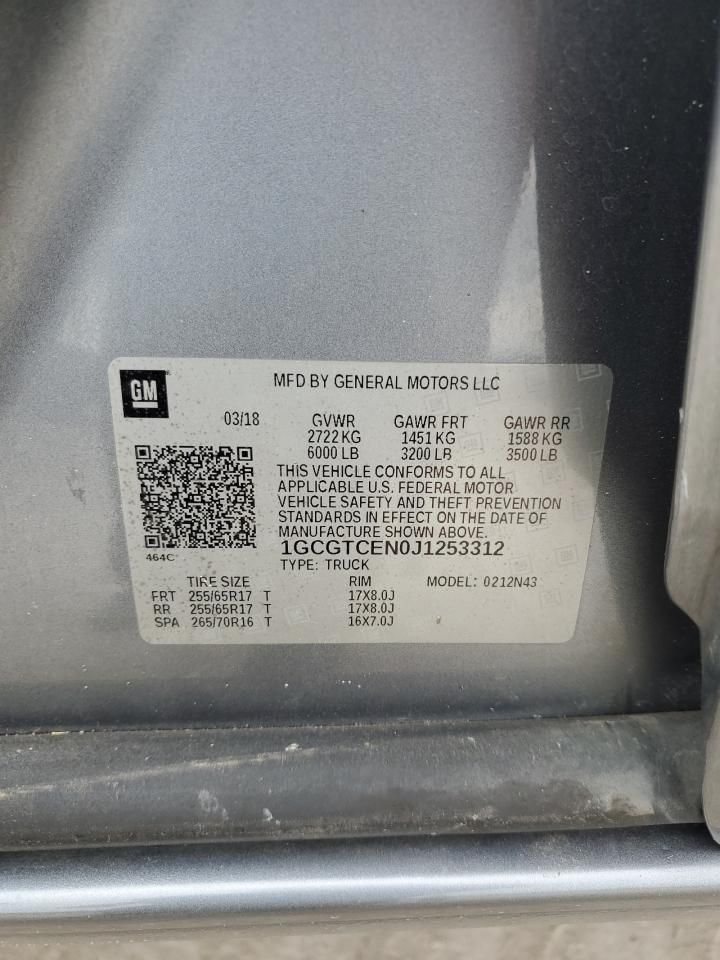 GM
MFD BY GENERAL MOTORS LLC
03/18 GVWR GAWR FRT GAWR RR
2722 KG 1451 KG 1588 KG
6000 LB 3200 LB 3500 LB
THIS VEHICLE CONFORMS TO ALL
APPLICABLE U.S. FEDERAL MOTOR
VEHICLE SAFETY AND THEFT PREVENTION
STANDARDS IN EFFECT ON THE DATE OF
MANUFACTURE SHOWN ABOVE.
464C 1GCGTCEN0J1253312
TYPE: TRUCK
TIRE SIZE RIM MODEL: 0212N43
FRT 255/65R17 T 17X8.0J
RR 255/65R17 T 17X8.0J
SPA 265/70R16 T 16X7.0J